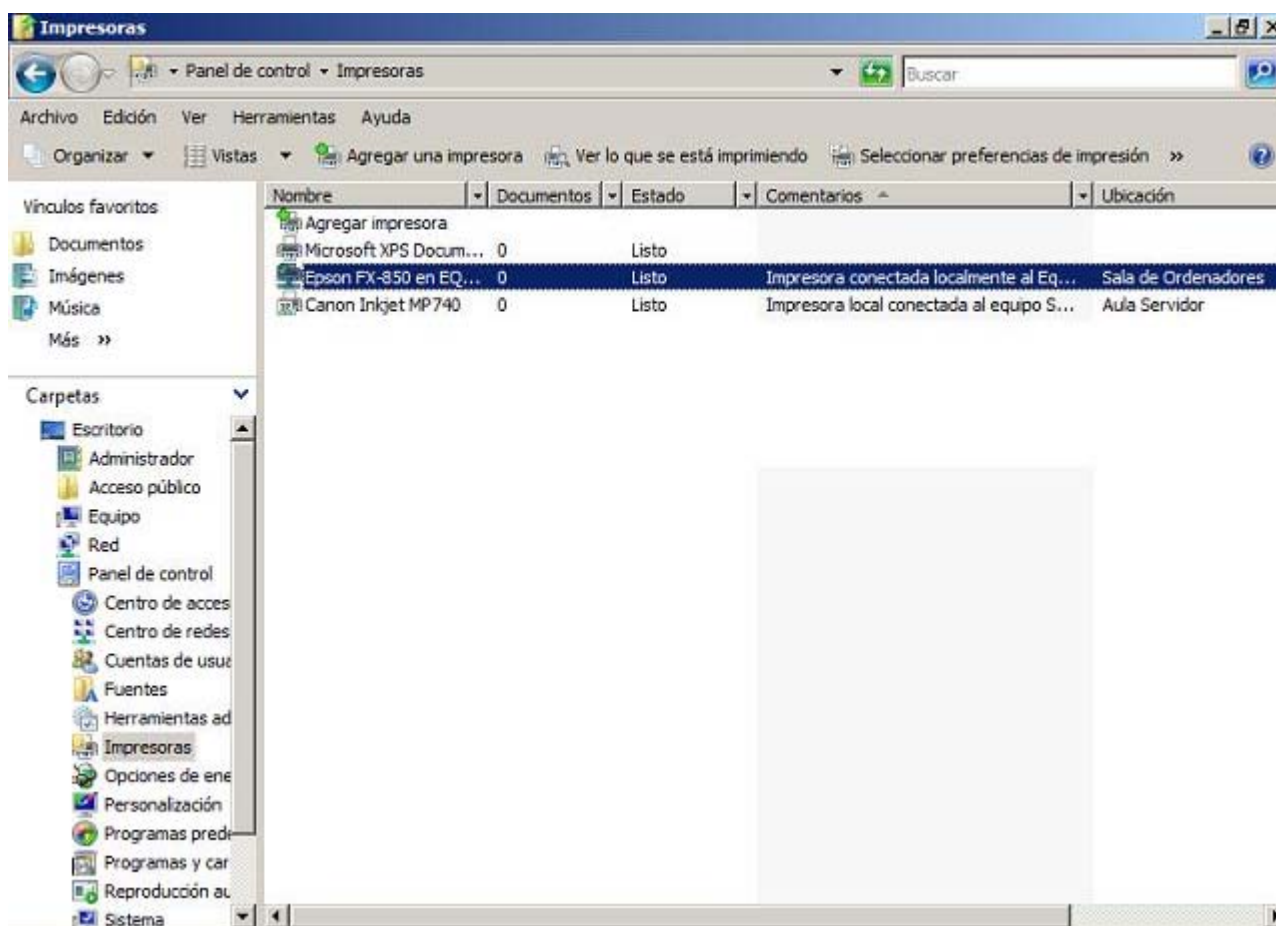 Impresoras
Panel de control Impresoras
Buscar
Archivo Edición Ver Herramientas Ayuda
Organizar Vistas Agregar una impresora Ver lo que se está imprimiendo Seleccionar preferencias de impresión »
Vínculos favoritos
Documentos
Imágenes
Música
Más »
Carpetas
Escritorio
Administrador
Acceso público
Equipo
Red
Panel de control
Centro de acces
Centro de redes
Cuentas de usua
Fuentes
Herramientas ad
Impresoras
Opciones de ene
Personalización
Programas prede
Programas y car
Reproducción au
Sistema
Nombre Documentos Estado Comentarios Ubicación
Agregar impresora
Microsoft XPS Docum... 0 Listo
Epson FX-850 en EQ... 0 Listo Impresora conectada localmente al Eq... Sala de Ordenadores
Canon Inkjet MP740 0 Listo Impresora local conectada al equipo S... Aula Servidor